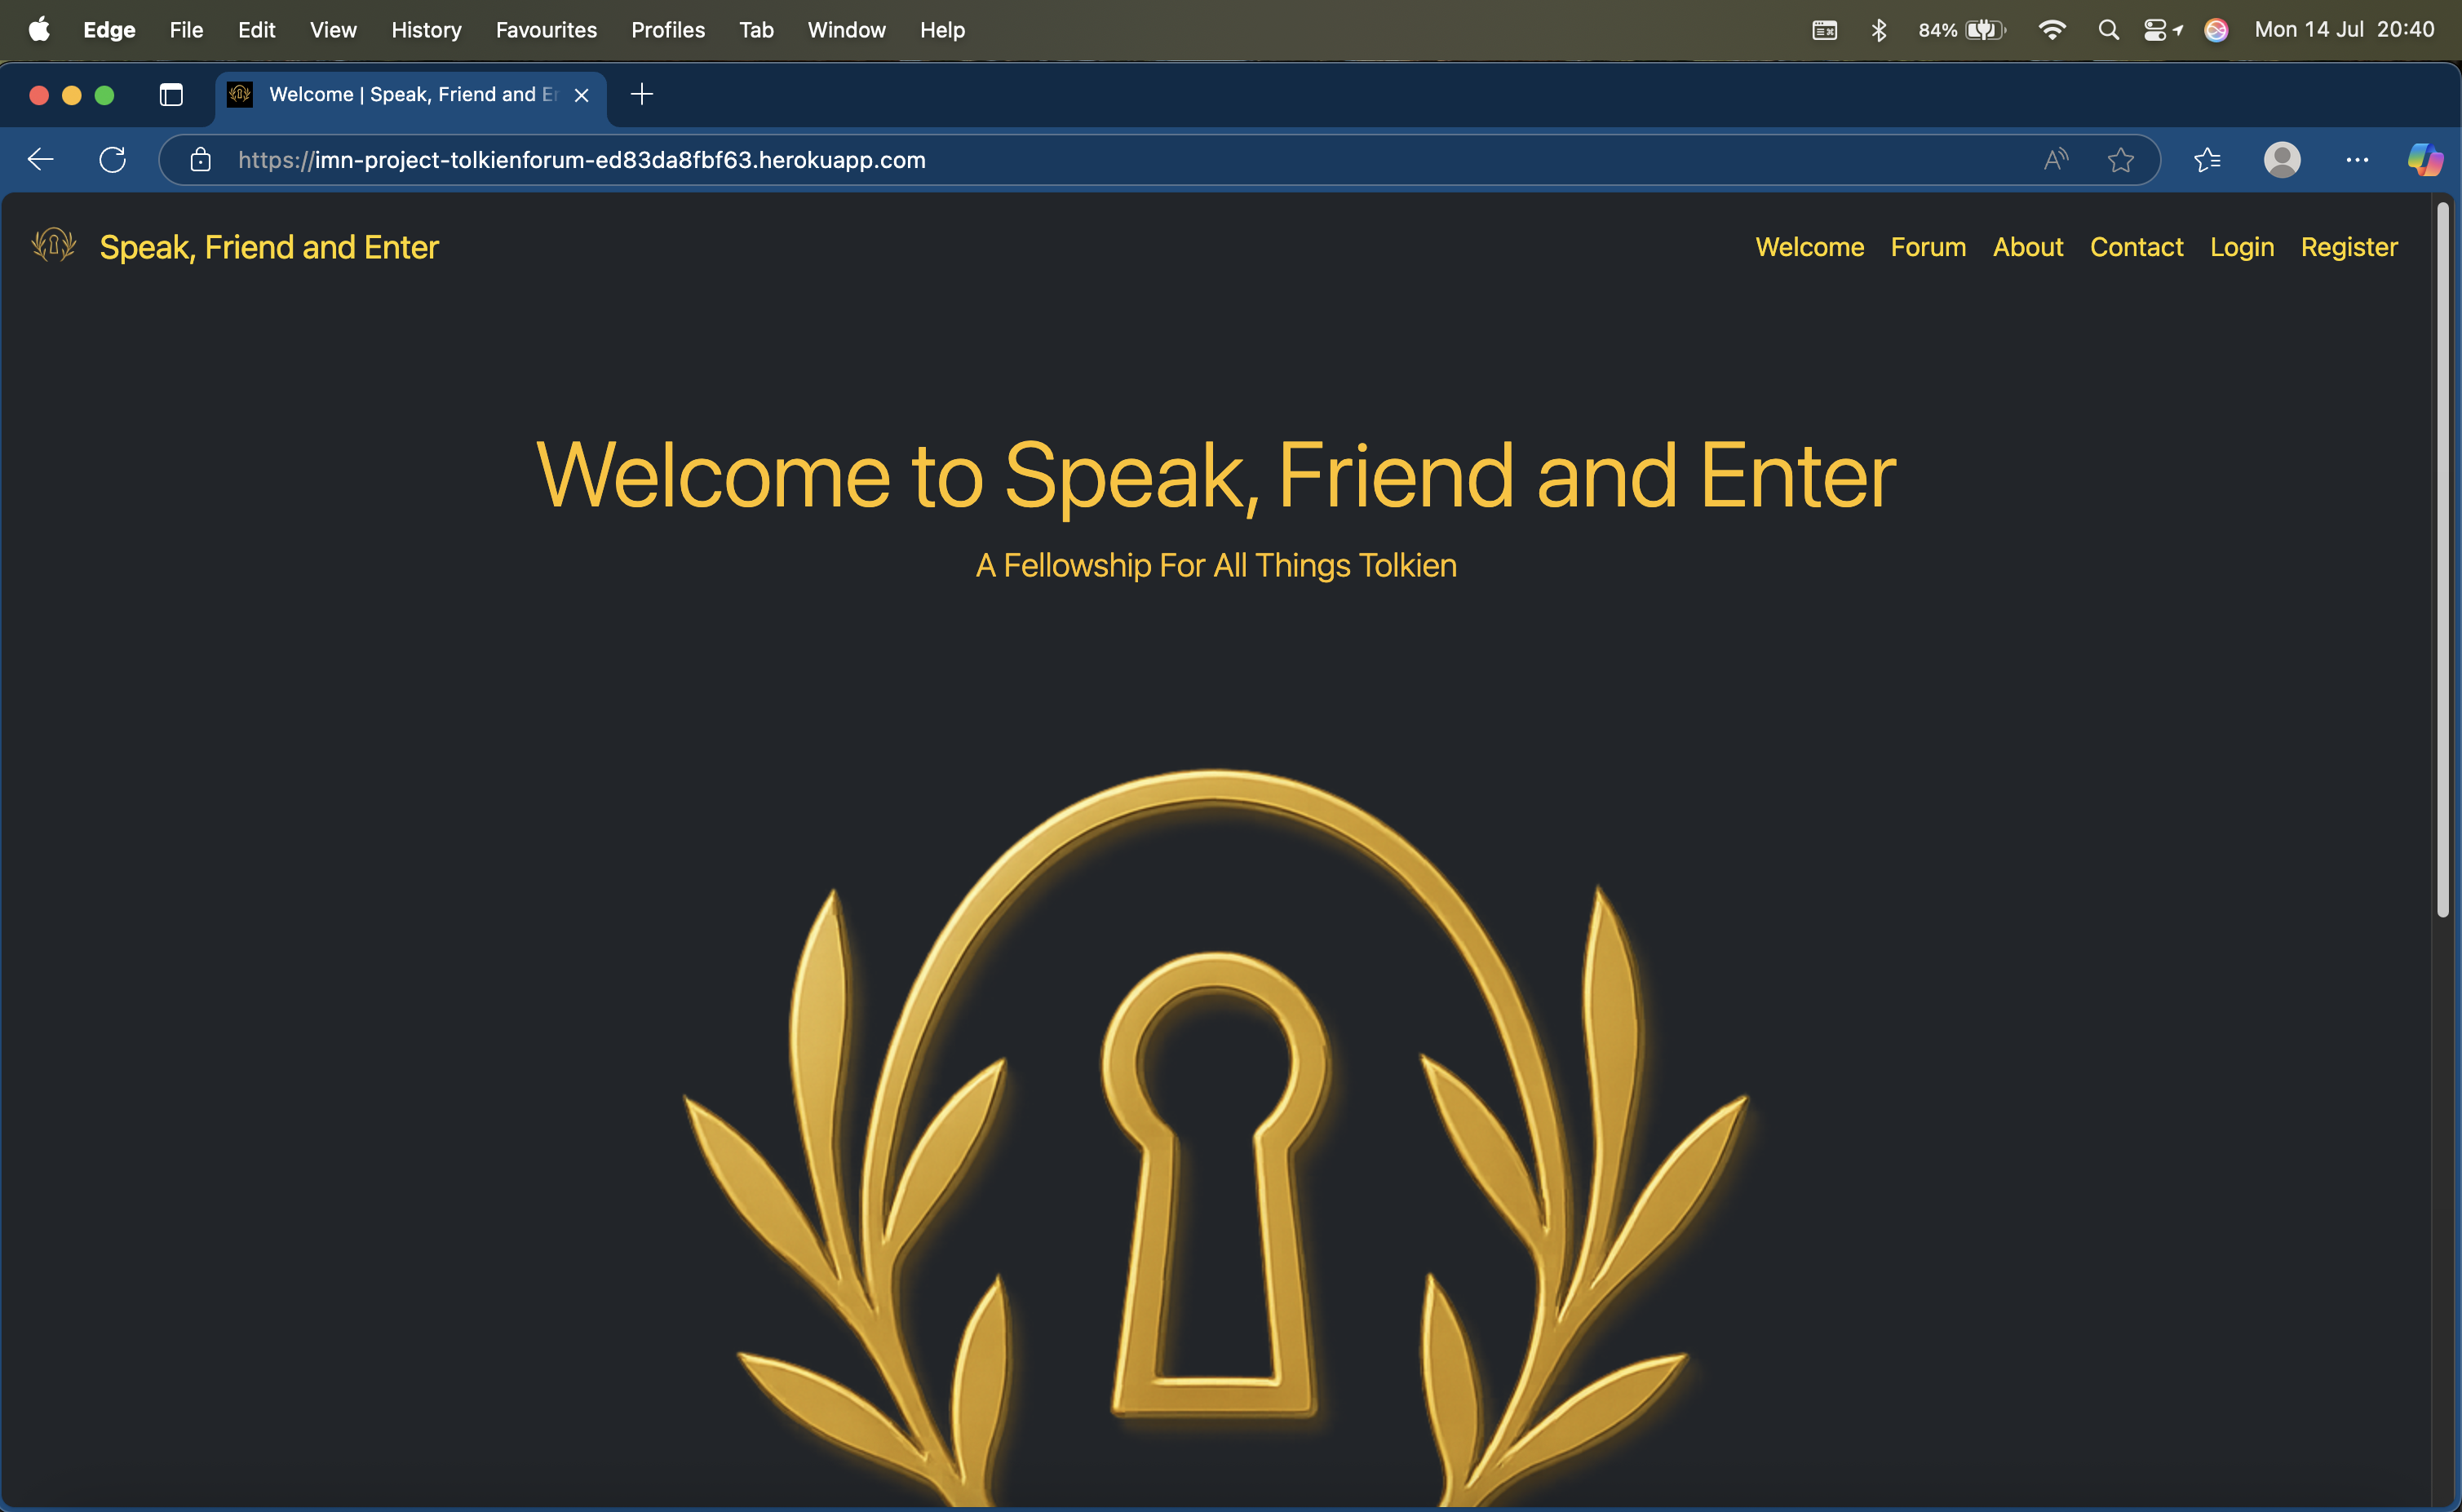 Edge File Edit View History Favourites Profiles Tab Window Help 84% Mon 14 Jul 20:40
Welcome | Speak, Friend and Er
https://imn-project-tolkienforum-ed83da8fbf63.herokuapp.com
Speak, Friend and Enter Welcome Forum About Contact Login Register
Welcome to Speak, Friend and Enter
A Fellowship For All Things Tolkien